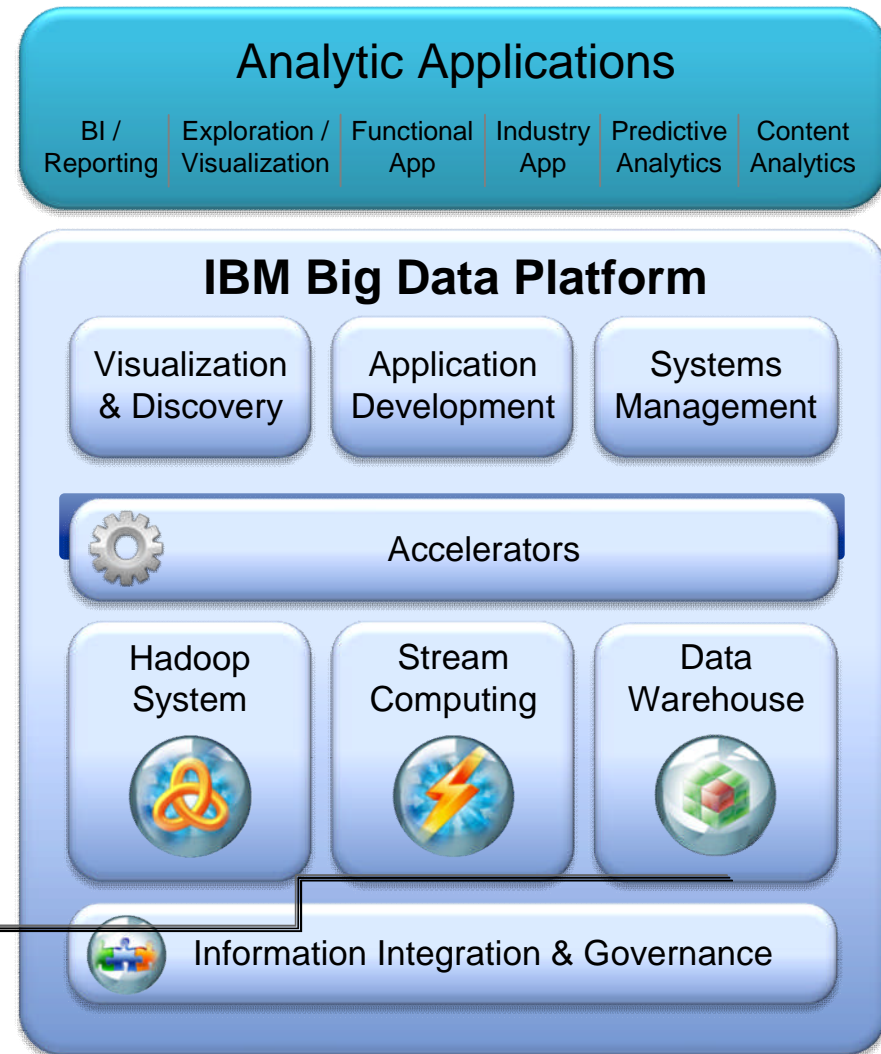 Analytic Applications
BI /
Reporting
Exploration /
Visualization
Functional
App
Industry
App
Predictive
Analytics
Content
Analytics
IBM Big Data Platform
Visualization
& Discovery
Application
Development
Systems
Management
Accelerators
Hadoop
System
Stream
Computing
Data
Warehouse
Information Integration & Governance